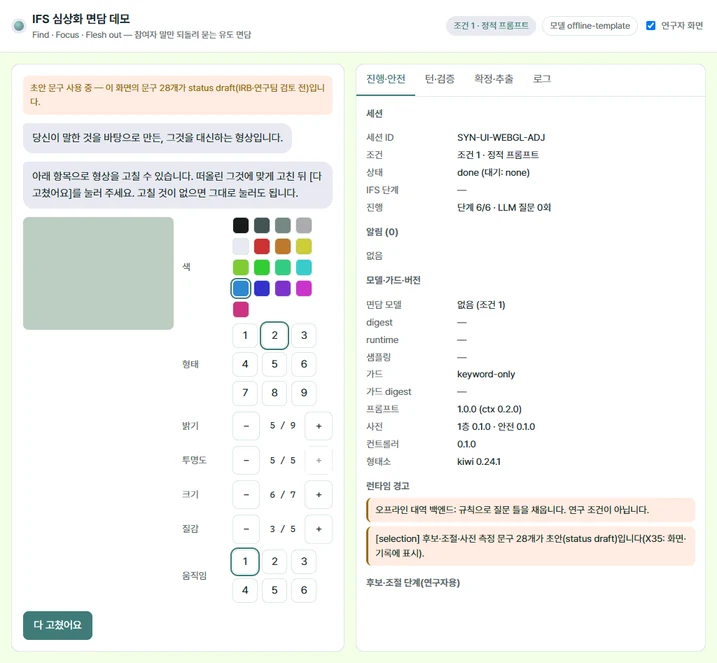 IFS 심상화 면담 데모
Find · Focus · Flesh out — 참여자 말만 되돌려 묻는 유도 면담
조건 1 · 정적 프롬프트
모델 offline-template
연구자 화면
초안 문구 사용 중 — 이 화면의 문구 28개가 status draft(IRB·연구팀 검토 전)입니
다.
당신이 말한 것을 바탕으로 만든, 그것을 대신하는 형상입니다.
아래 항목으로 형상을 고칠 수 있습니다. 떠올린 그것에 맞게 고친 뒤 [다
고쳤어요]를 눌러 주세요. 고칠 것이 없으면 그대로 눌러도 됩니다.
색
형태
1 2 3
4 5 6
7 8 9
밝기
− 5 / 9 +
투명도
− 5 / 5 +
크기
− 6 / 7 +
질감
− 3 / 5 +
움직임
1 2 3
4 5 6
다 고쳤어요
진행·안전 턴·검증 확정·추출 로그
세션
세션 ID SYN-UI-WEBGL-ADJ
조건 조건 1 · 정적 프롬프트
상태 done (대기: none)
IFS 단계 —
진행 단계 6/6 · LLM 질문 0회
알림 (0)
없음
모델·가드·버전
면담 모델 없음 (조건 1)
digest —
runtime —
샘플링 —
가드 keyword-only
가드 digest —
프롬프트 1.0.0 (ctx 0.2.0)
사전 1층 0.1.0 · 안전 0.1.0
컨트롤러 0.1.0
형태소 kiwi 0.24.1
런타임 경고
오프라인 대역 백엔드: 규칙으로 질문 틀을 채웁니다. 연구 조건이 아닙니다.
[selection] 후보·조절·사전 측정 문구 28개가 초안(status draft)입니다(X35: 화면·
기록에 표시).
후보·조절 단계(연구자용)